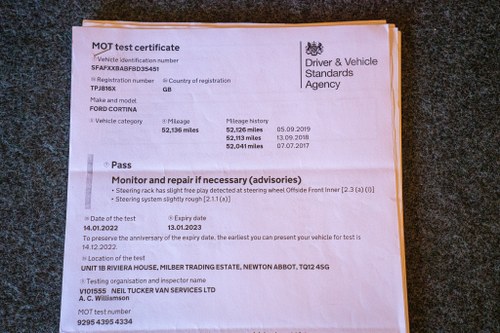 MOT test certificate
Driver & Vehicle
Standards
Agency
Vehicle identification number
SFAFXXBABFBD35451
Registration number
TPJ816X
Country of registration
GB
Make and model
FORD CORTINA
Vehicle category
Mileage
52,136 miles
Mileage history
52,126 miles 05.09.2019
52,113 miles 13.09.2018
52,041 miles 07.07.2017
Pass
Monitor and repair if necessary (advisories)
• Steering rack has slight free play detected at steering wheel Offside Front Inner [2.3 (a) (i)]
• Steering system slightly rough [2.1.1 (a)]
Date of the test
14.01.2022
Expiry date
13.01.2023
To preserve the anniversary of the expiry date, the earliest you can present your vehicle for test is
14.12.2022.
Location of the test
UNIT 1B RIVIERA HOUSE, MILBER TRADING ESTATE, NEWTON ABBOT, TQ12 4SG
Testing organisation and inspector name
V101555 NEIL TUCKER VAN SERVICES LTD
A. C. Williamson
MOT test number
9295 4395 4334